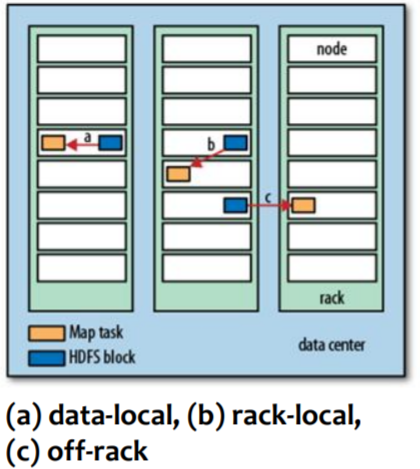 node
a
b
c
rack
Map task
HDFS block
data center
(a) data-local, (b) rack-local,
(c) off-rack